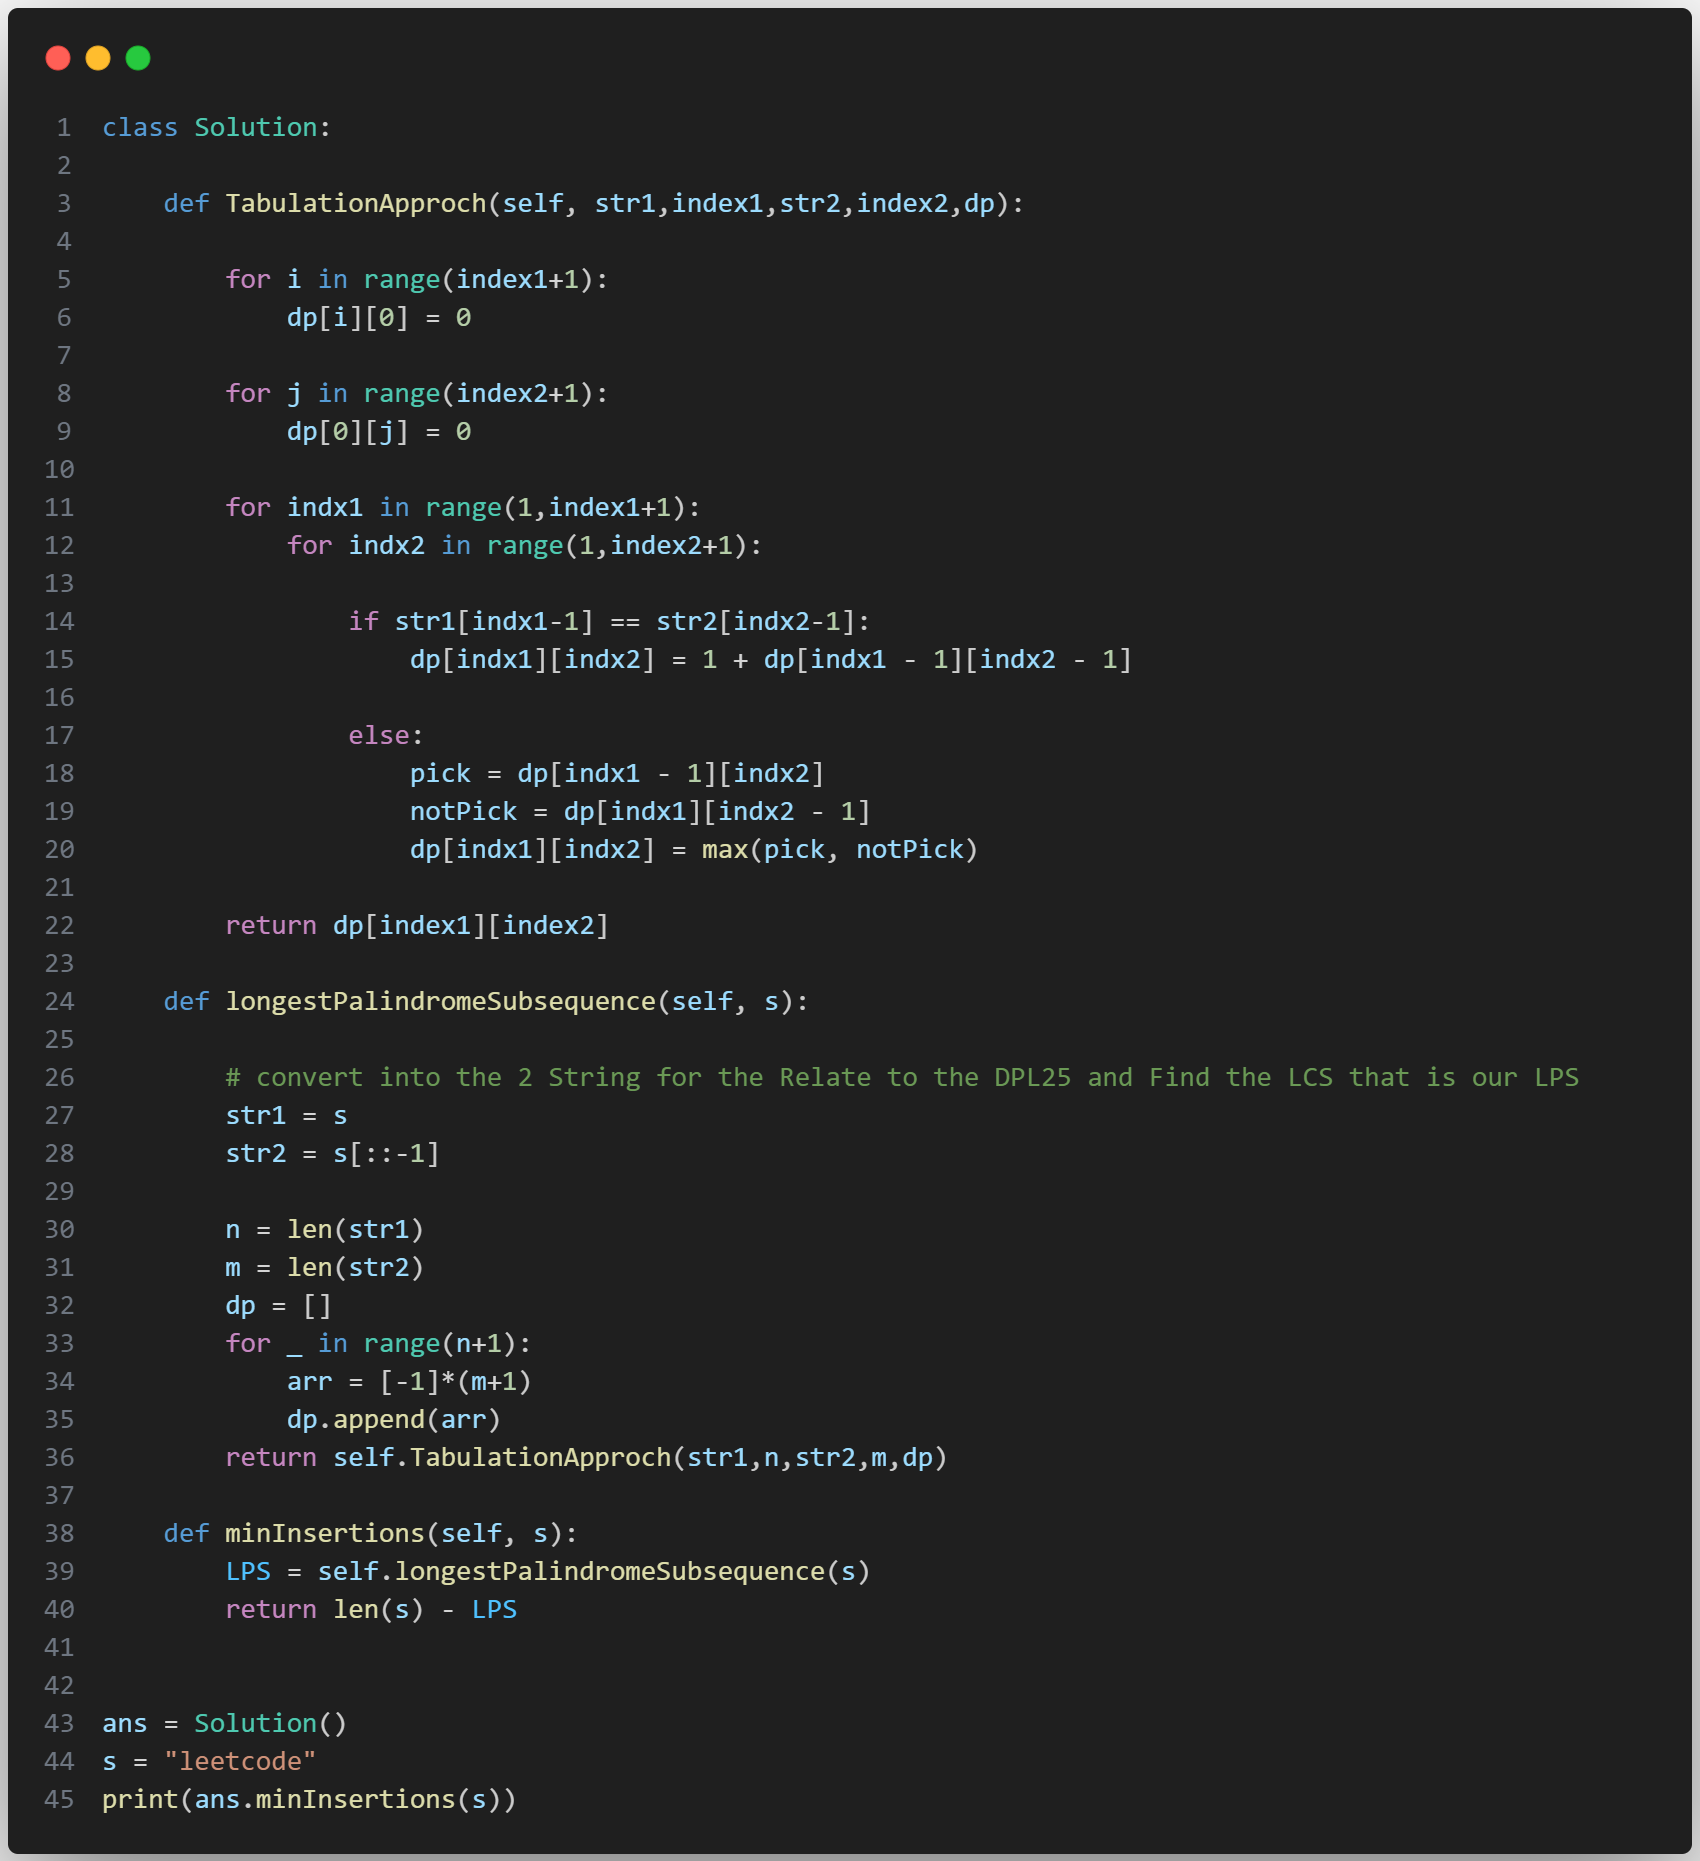 1 class Solution:
2
3     def TabulationApproch(self, str1,index1,str2,index2,dp):
4
5         for i in range(index1+1):
6             dp[i][0] = 0
7
8         for j in range(index2+1):
9             dp[0][j] = 0
10
11         for indx1 in range(1,index1+1):
12             for indx2 in range(1,index2+1):
13
14                 if str1[indx1-1] == str2[indx2-1]:
15                     dp[indx1][indx2] = 1 + dp[indx1 - 1][indx2 - 1]
16
17                 else:
18                     pick = dp[indx1 - 1][indx2]
19                     notPick = dp[indx1][indx2 - 1]
20                     dp[indx1][indx2] = max(pick, notPick)
21
22         return dp[index1][index2]
23
24     def longestPalindromeSubsequence(self, s):
25
26         # convert into the 2 String for the Relate to the DPL25 and Find the LCS that is our LPS
27         str1 = s
28         str2 = s[::-1]
29
30         n = len(str1)
31         m = len(str2)
32         dp = []
33         for _ in range(n+1):
34             arr = [-1]*(m+1)
35             dp.append(arr)
36         return self.TabulationApproch(str1,n,str2,m,dp)
37
38     def minInsertions(self, s):
39         LPS = self.longestPalindromeSubsequence(s)
40         return len(s) - LPS
41
42
43 ans = Solution()
44 s = "leetcode"
45 print(ans.minInsertions(s))